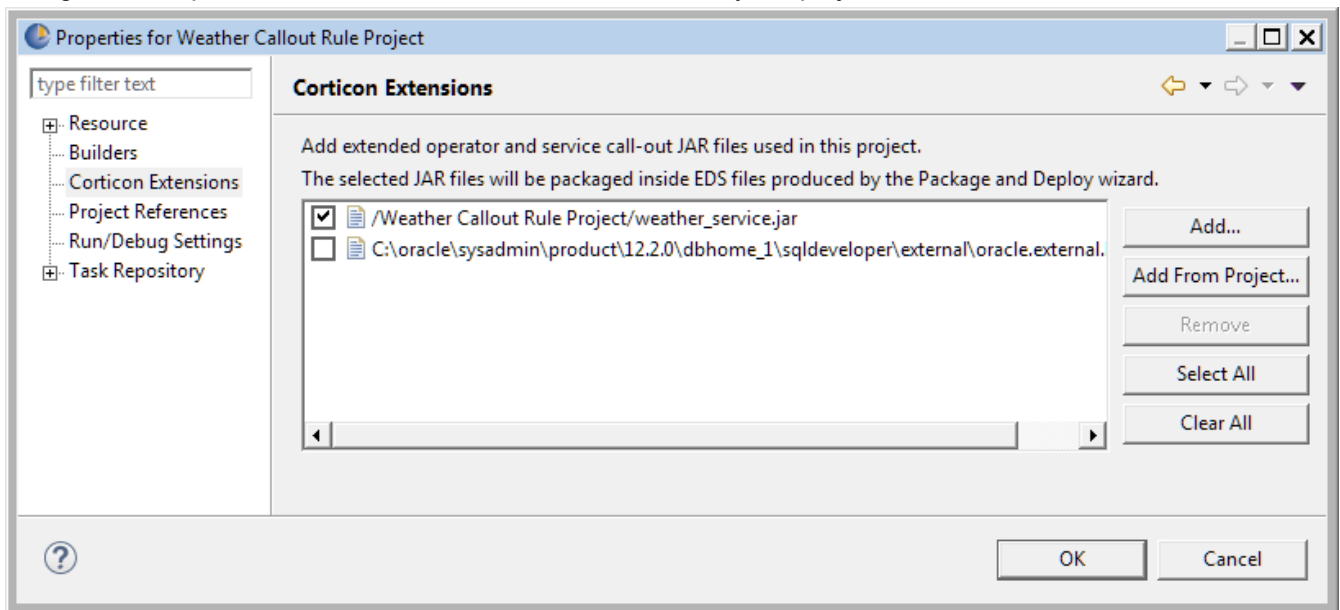 Properties for Weather Callout Rule Project
type filter text
Resource
Builders
Corticon Extensions
Project References
Run/Debug Settings
Task Repository
Corticon Extensions
Add extended operator and service call-out JAR files used in this project.
The selected JAR files will be packaged inside EDS files produced by the Package and Deploy wizard.
/Weather Callout Rule Project/weather_service.jar
C:\oracle\sysadmin\product\12.2.0\dbhome_1\sqldeveloper\external\oracle.external.
Add...
Add From Project...
Remove
Select All
Clear All
?
OK
Cancel